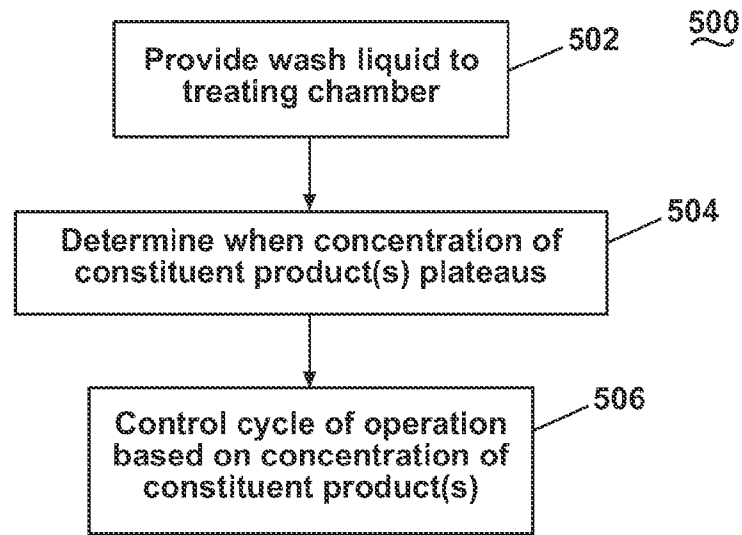 500
Provide wash liquid to
treating chamber
502
Determine when concentration of
constituent product(s) plateaus
504
Control cycle of operation
based on concentration of
constituent product(s)
506